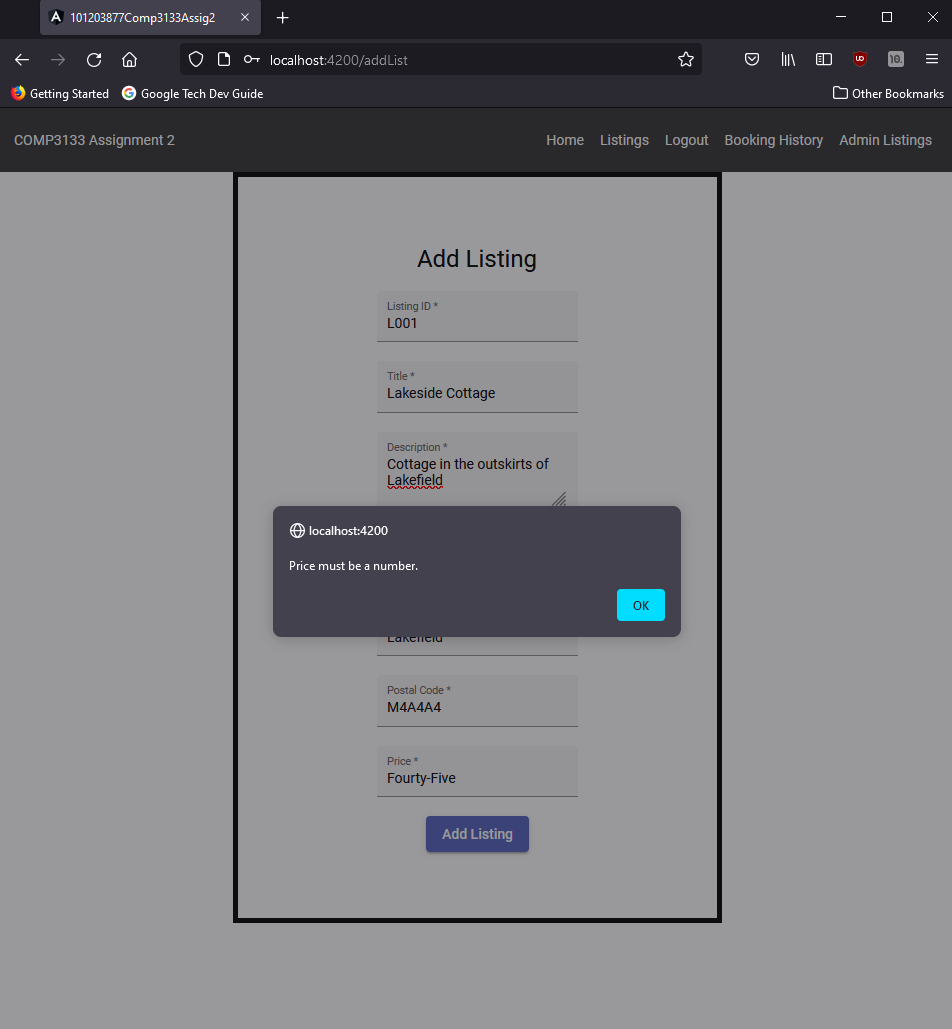 101203877Comp3133Assig2
localhost:4200/addList
Getting Started
Google Tech Dev Guide
Other Bookmarks
COMP3133 Assignment 2
Home
Listings
Logout
Booking History
Admin Listings
Add Listing
Listing ID *
L001
Title *
Lakeside Cottage
Description *
Cottage in the outskirts of
Lakefield
localhost:4200
Price must be a number.
OK
Lakefield
Postal Code *
M4A4A4
Price *
Fourty-Five
Add Listing